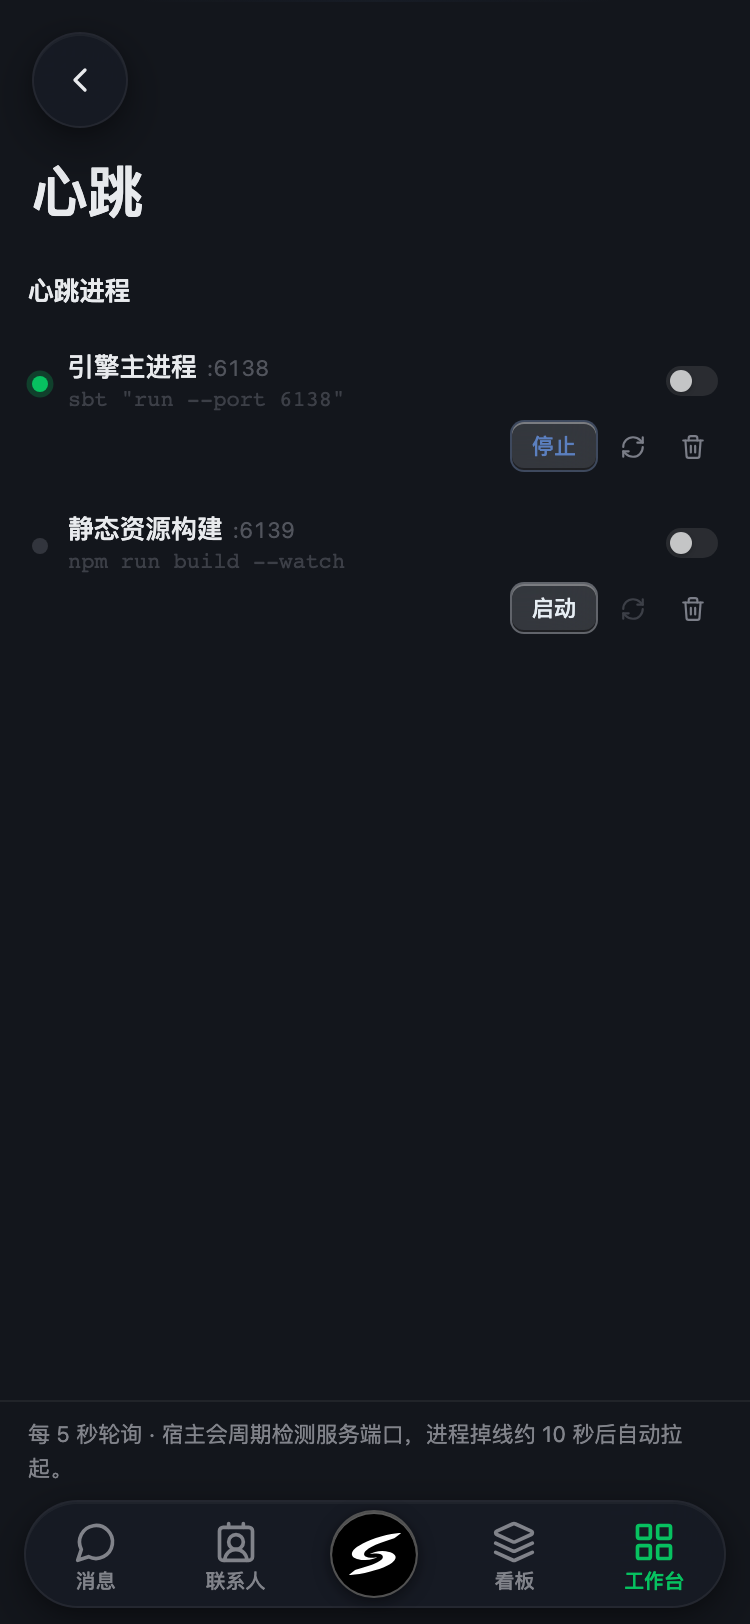 心跳
心跳进程
引擎主进程 :6138
sbt "run --port 6138"
停止
静态资源构建 :6139
npm run build --watch
启动
每 5 秒轮询 · 宿主会周期检测服务端口，进程掉线约 10 秒后自动拉
起。
消息 联系人 看板 工作台